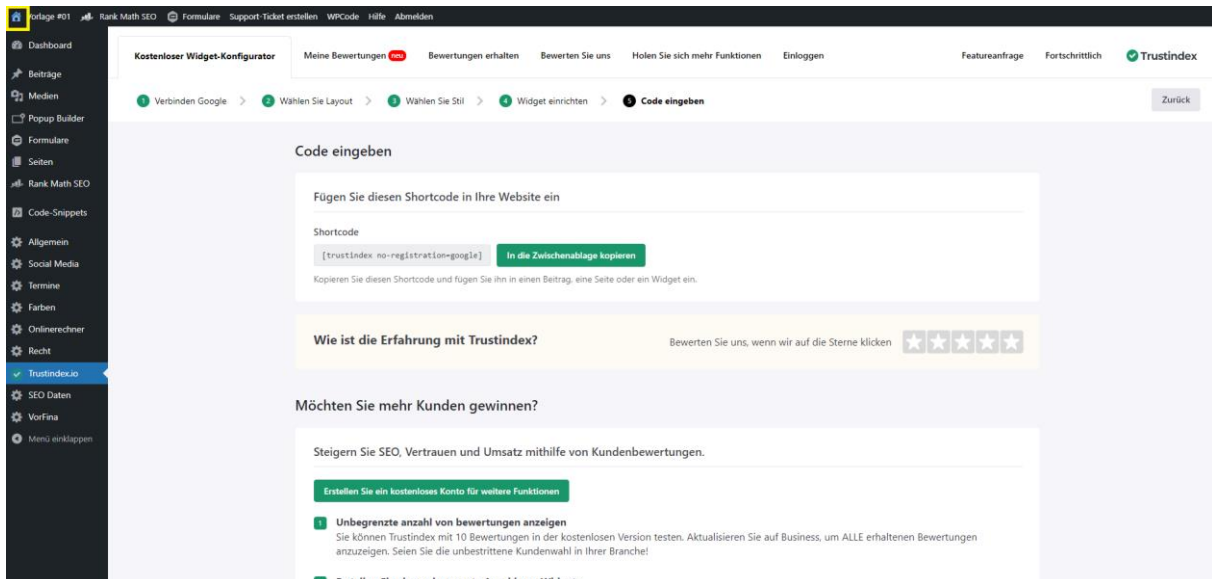 Vorlage #01 Rank Math SEO Formulare Support-Ticket erstellen WPCode Hilfe Abmelden
Dashboard
Beiträge
Medien
Popup Builder
Formulare
Seiten
Rank Math SEO
Code-Snippets
Allgemein
Social Media
Termine
Farben
Onlinerechner
Recht
Trustindex.io
SEO Daten
VorFina
Menü einklappen
Kostenloser Widget-Konfigurator Meine Bewertungen neu Bewertungen erhalten Bewerten Sie uns Holen Sie sich mehr Funktionen Einloggen Featureanfrage Fortschrittlich Trustindex
1 Verbinden Google > 2 Wählen Sie Layout > 3 Wählen Sie Stil > 4 Widget einrichten > 5 Code eingeben Zurück
Code eingeben
Fügen Sie diesen Shortcode in Ihre Website ein
Shortcode
[trustindex no-registration=google] In die Zwischenablage kopieren
Kopieren Sie diesen Shortcode und fügen Sie ihn in einen Beitrag, eine Seite oder ein Widget ein.
Wie ist die Erfahrung mit Trustindex? Bewerten Sie uns, wenn wir auf die Sterne klicken
Möchten Sie mehr Kunden gewinnen?
Steigern Sie SEO, Vertrauen und Umsatz mithilfe von Kundenbewertungen.
Erstellen Sie ein kostenloses Konto für weitere Funktionen
1 Unbegrenzte anzahl von bewertungen anzeigen
Sie können Trustindex mit 10 Bewertungen in der kostenlosen Version testen. Aktualisieren Sie auf Business, um ALLE erhaltenen Bewertungen
anzuzeigen. Seien Sie die unbestrittene Kundenwahl in Ihrer Branche!